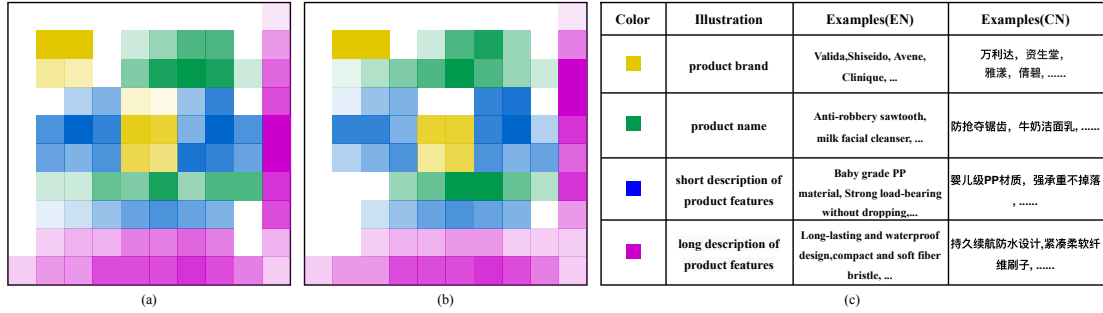 Color
Illustration
Examples(EN)
Examples(CN)
product brand
Valida,Shiseido, Avene,
Clinique, ...
万利达，资生堂，
雅漾，倩碧, ......
product name
Anti-robbery sawtooth,
milk facial cleanser, ...
防抢夺锯齿，牛奶洁面乳, ......
short description of
product features
Baby grade PP
material, Strong load-bearing
without dropping,...
婴儿级PP材质，强承重不掉落
, ......
long description of
product features
Long-lasting and waterproof
design,compact and soft fiber
bristle, ...
持久续航防水设计,紧凑柔软纤
维刷子, ......
(a)
(b)
(c)